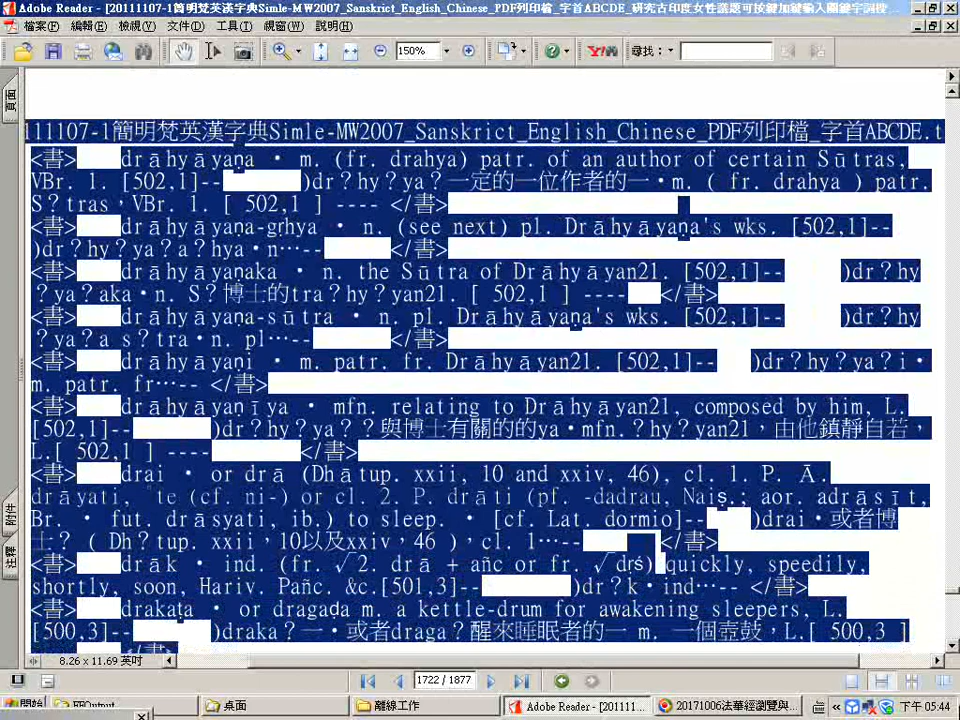 Adobe Reader - [20111107-1簡明梵英漢字典Simle-MW2007_Sanskrict_English_Chinese_PDF列印檔_字首ABCDE_研究古印度女性議題可按鍵輸入關鍵字詞搜
檔案(F) 編輯(E) 檢視(V) 文件(D) 工具(T) 視窗(W) 說明(H)
150% 尋找：
頁面
111107-1簡明梵英漢字典Simle-MW2007_Sanskrict_English_Chinese_PDF列印檔_字首ABCDE.t
<書> drāhyāyaṇa ‧ m. (fr. drahya) patr. of an author of certain Sūtras,
VBr. 1. [502,1]-- )dr？hy？ya？一定的一位作者的一‧m. ( fr. drahya ) patr.
S？tras，VBr. 1. [ 502,1 ] ---- </書>
<書> drāhyāyaṇa-gṛhya ‧ n. (see next) pl. Drāhyāyaṇa's wks. [502,1]--
)dr？hy？ya？a？hya‧n…-- </書>
<書> drāhyāyaṇaka ‧ n. the Sūtra of Drāhyāyan21. [502,1]-- )dr？hy
？ya？aka‧n. S？博士的tra？hy？yan21. [ 502,1 ] ---- </書>
<書> drāhyāyaṇa-sūtra ‧ n. pl. Drāhyāyaṇa's wks. [502,1]-- )dr？hy
？ya？a s？tra‧n. pl…-- </書>
<書> drāhyāyaṇi ‧ m. patr. fr. Drāhyāyan21. [502,1]-- )dr？hy？ya？i‧
m. patr. fr…-- </書>
<書> drāhyāyaṇīya ‧ mfn. relating to Drāhyāyan21, composed by him, L.
[502,1]-- )dr？hy？ya？？與博士有關的的ya‧mfn.？hy？yan21，由他鎮靜自若，
L.[ 502,1 ] ---- </書>
<書> drai ‧ or drā (Dhātup. xxii, 10 and xxiv, 46), cl. 1. P. Ā.
drāyati, °te (cf. ni-) or cl. 2. P. drāti (pf. -dadrau, Naiṣ.; aor. adrāsīt,
Br. ‧ fut. drāsyati, ib.) to sleep. ‧ [cf. Lat. dormio]-- )drai‧或者博
士？ ( Dh？tup. xxii，10以及xxiv，46 )，cl. 1…-- </書>
<書> drāk ‧ ind. (fr. √2. drā + añc or fr. √dṛś) quickly, speedily,
shortly, soon, Hariv. Pañc. &c.[501,3]-- )dr？k‧ind…-- </書>
<書> drakaṭa ‧ or dragaḍa m. a kettle-drum for awakening sleepers, L.
[500,3]-- )draka？一‧或者draga？醒來睡眠者的一 m. 一個壺鼓，L.[ 500,3 ]
---- </書>
附件
注釋
8.26 x 11.69 英吋
1722 / 1877
開始 FFOutput 桌面 離線工作 Adobe Reader - [201111... 20171006法華經瀏覽與... 下午 05:44